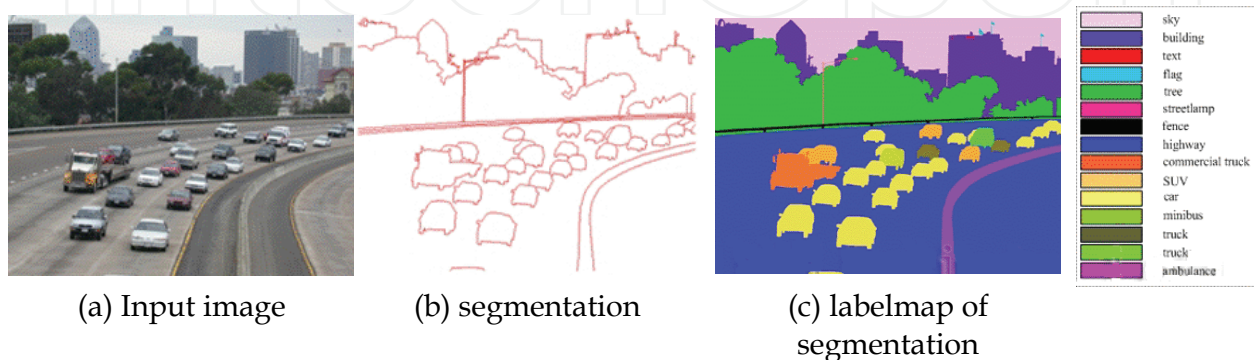 sky
building
text
flag
tree
streetlamp
fence
highway
commercial truck
SUV
car
minibus
truck
truck
ambulance
(a) Input image
(b) segmentation
(c) labelmap of
segmentation